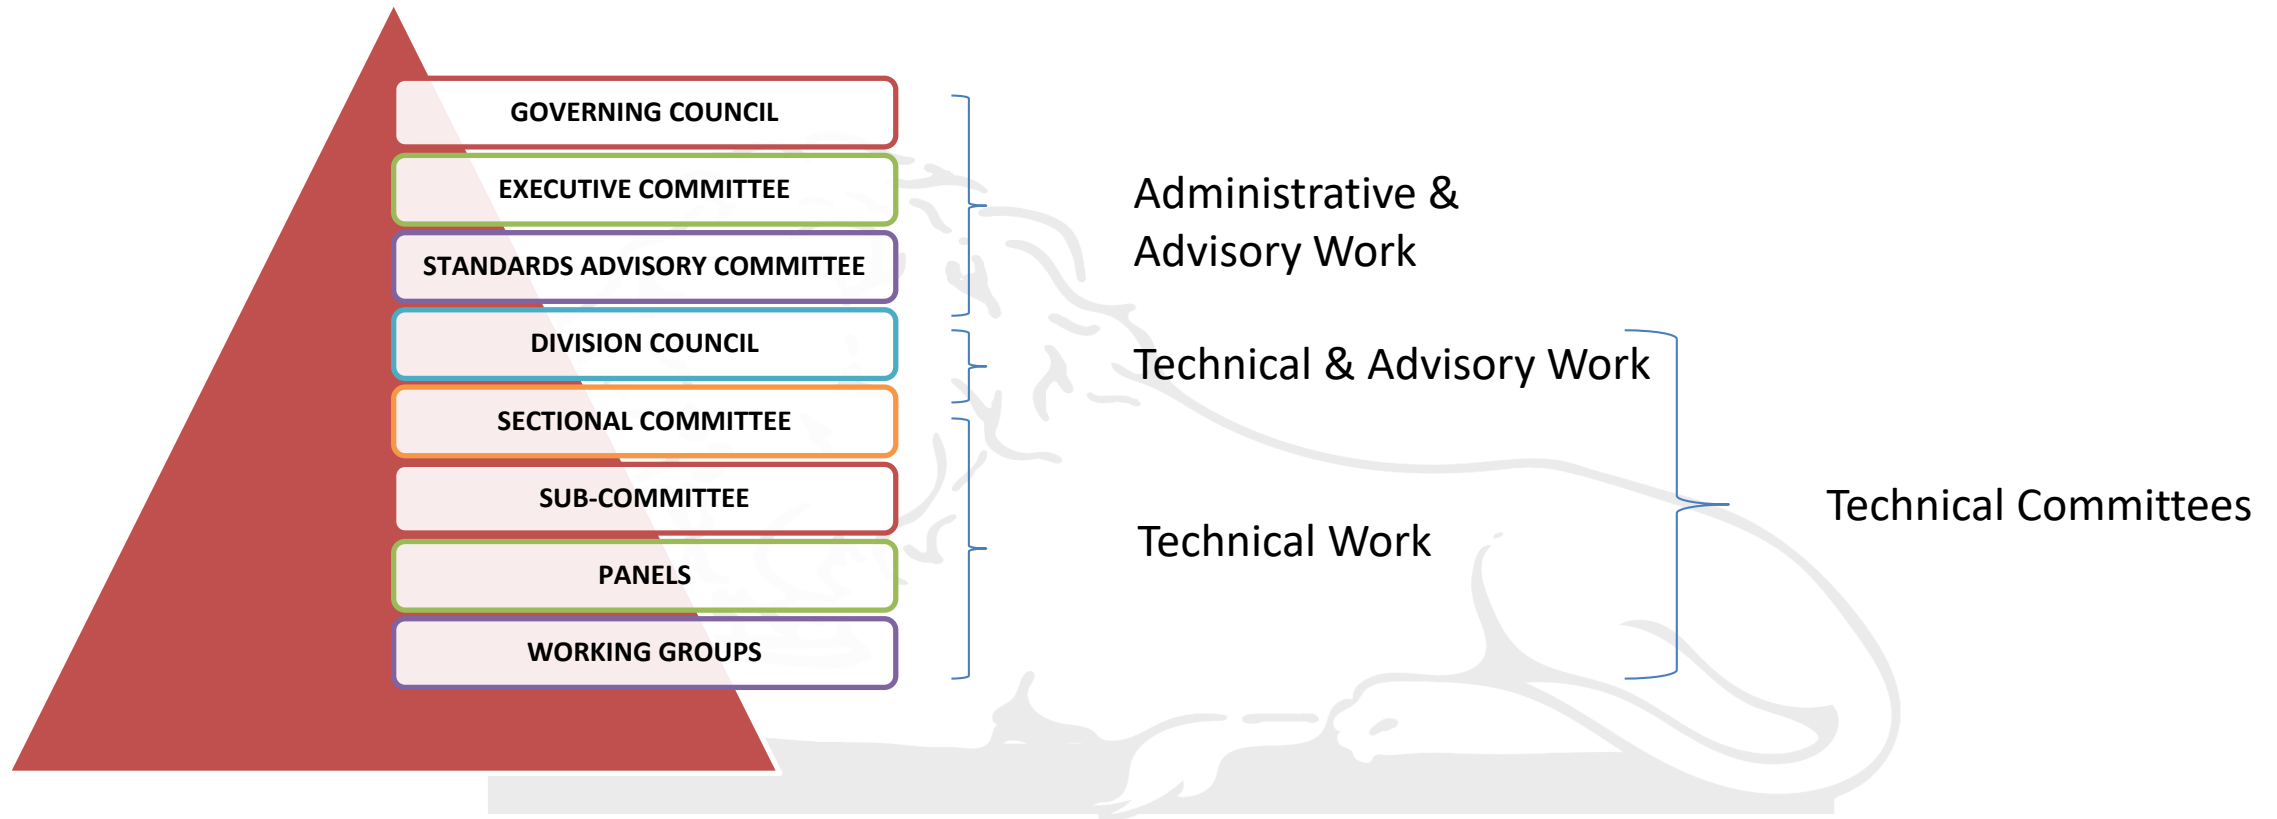 GOVERNING COUNCIL
EXECUTIVE COMMITTEE
STANDARDS ADVISORY COMMITTEE
DIVISION COUNCIL
SECTIONAL COMMITTEE
SUB-COMMITTEE
PANELS
WORKING GROUPS
Administrative &
Advisory Work
Technical & Advisory Work
Technical Work
Technical Committees